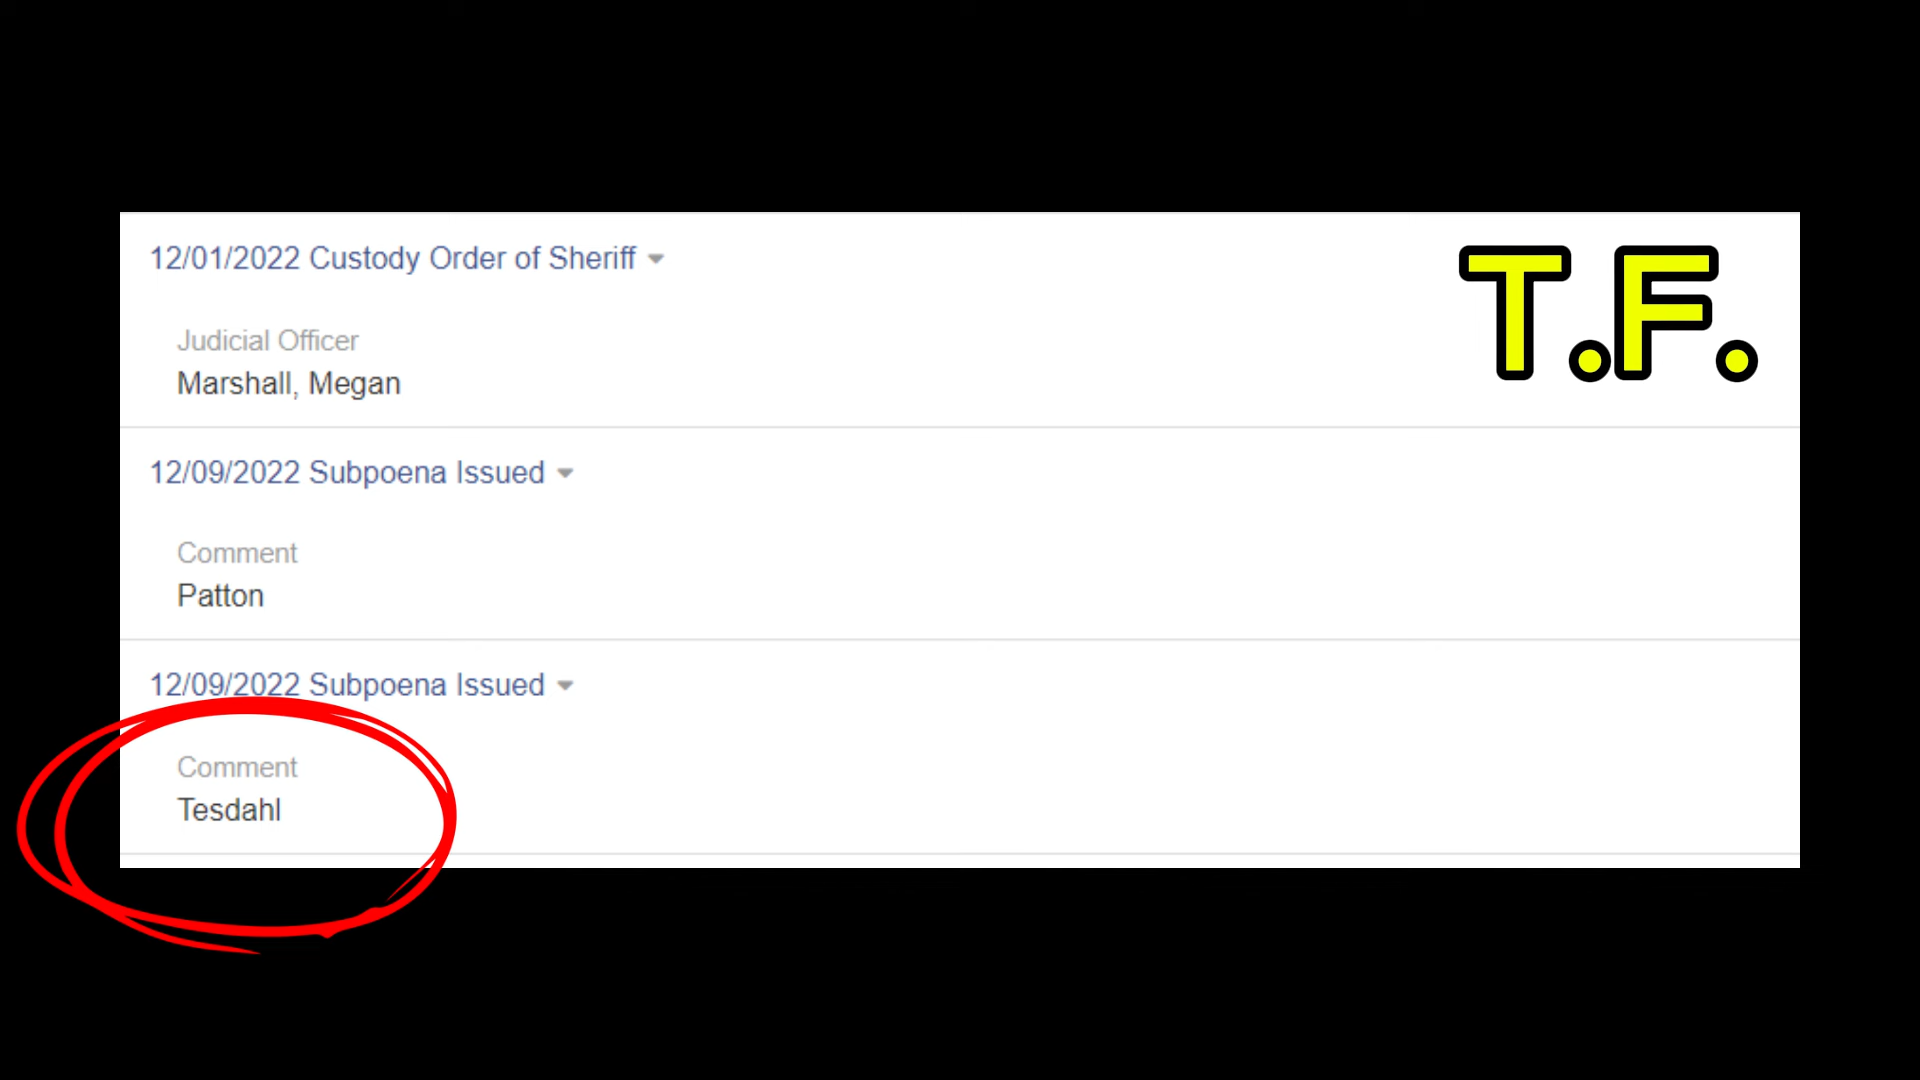 12/01/2022 Custody Order of Sheriff
T.F.
Judicial Officer
Marshall, Megan
12/09/2022 Subpoena Issued
Comment
Patton
12/09/2022 Subpoena Issued
Comment
Tesdahl